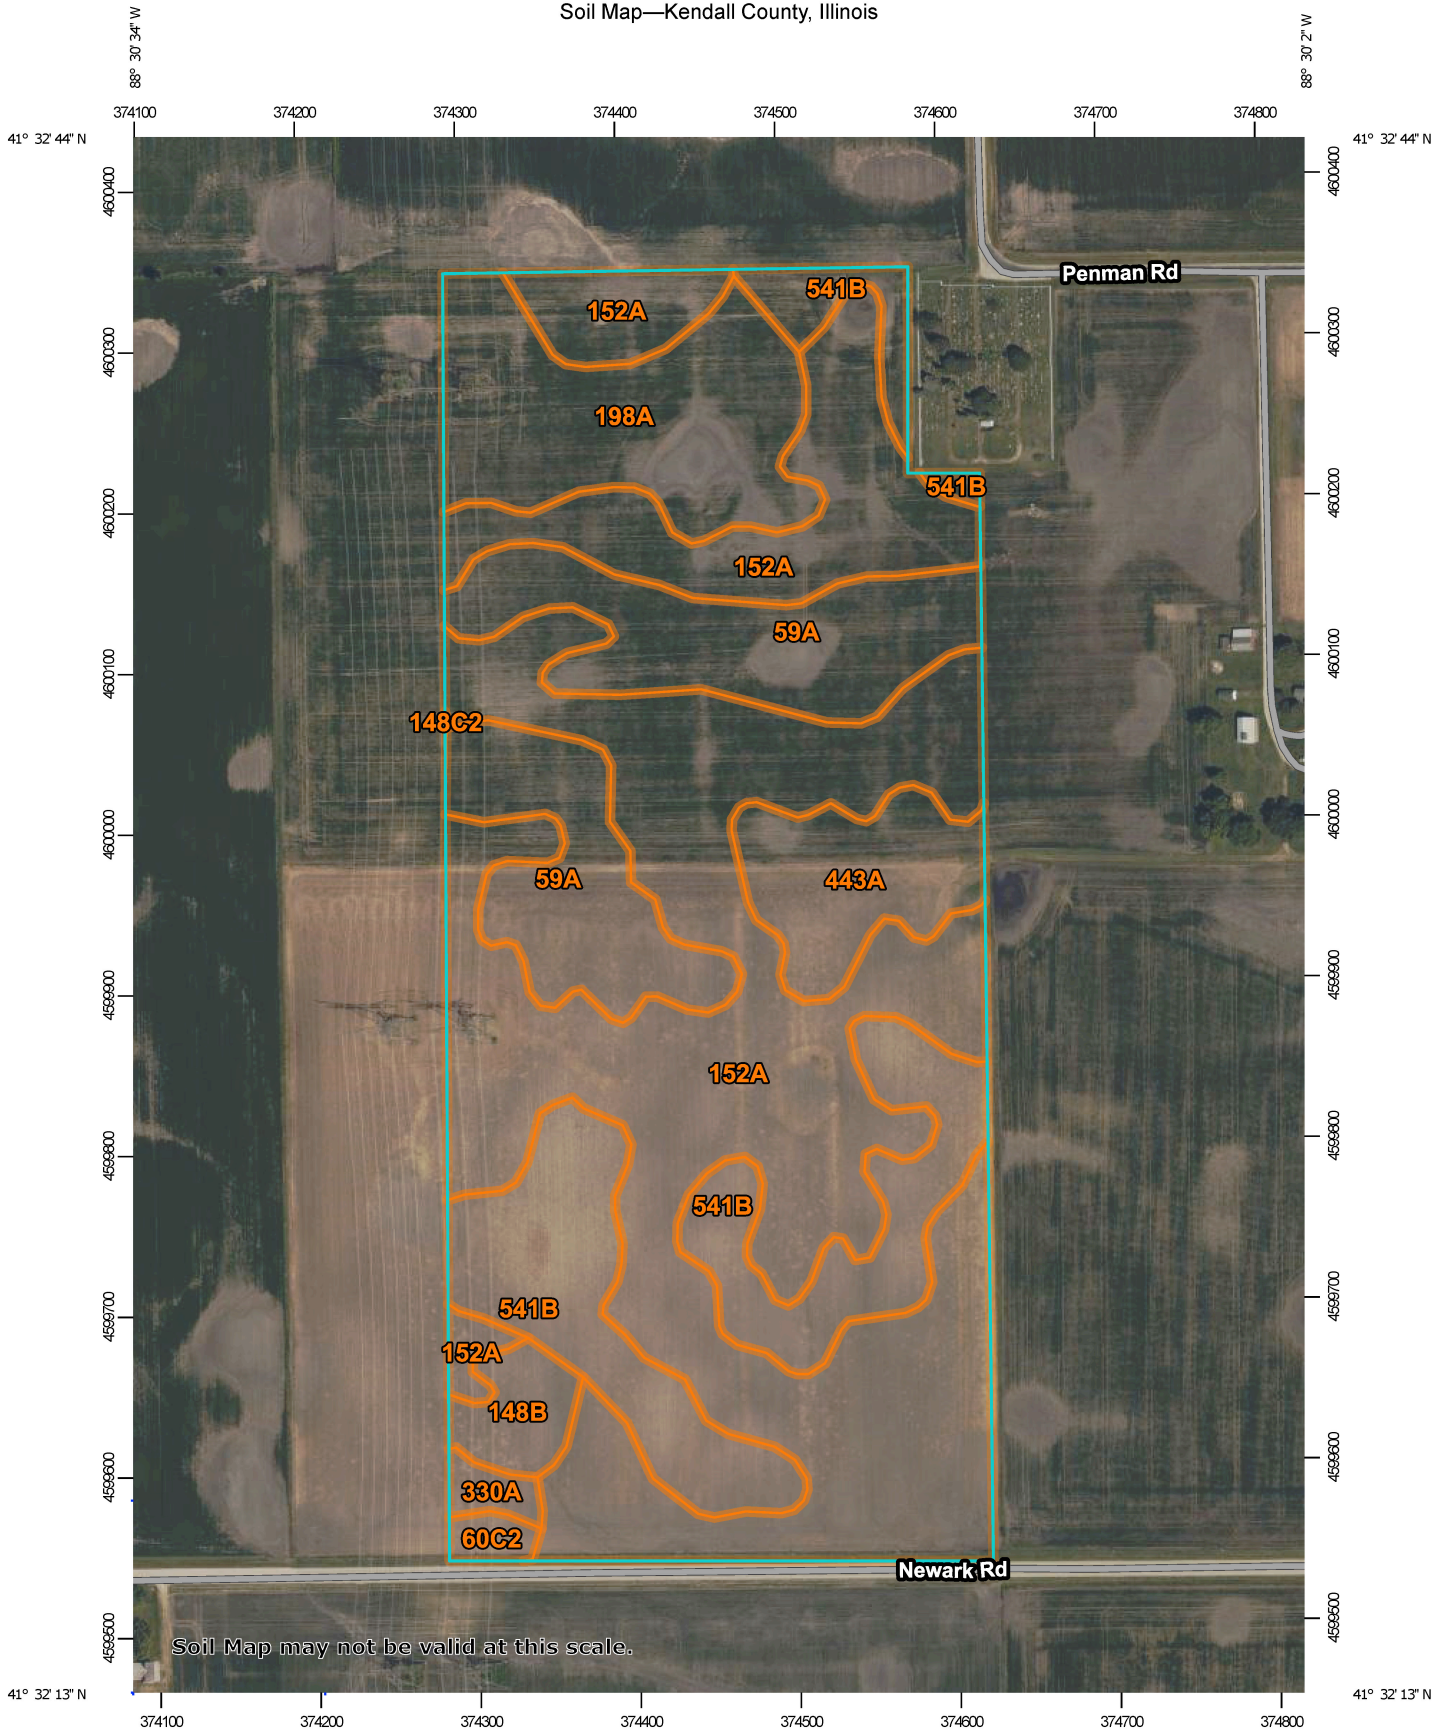 Soil Map—Kendall County, Illinois
88° 30' 34'' W
88° 30' 2'' W
374100 374200 374300 374400 374500 374600 374700 374800
41° 32' 44'' N
41° 32' 44'' N
4600400
4600400
Penman Rd
541B
152A
4600300
4600300
198A
541B
4600200
4600200
152A
59A
4600100
4600100
148C2
4600000
4600000
59A
443A
4599900
4599900
152A
4599800
4599800
541B
541B
4599700
4599700
152A
148B
4599600
4599600
330A
60C2
Newark Rd
4599500
4599500
Soil Map may not be valid at this scale.
41° 32' 13'' N
41° 32' 13'' N
374100 374200 374300 374400 374500 374600 374700 374800